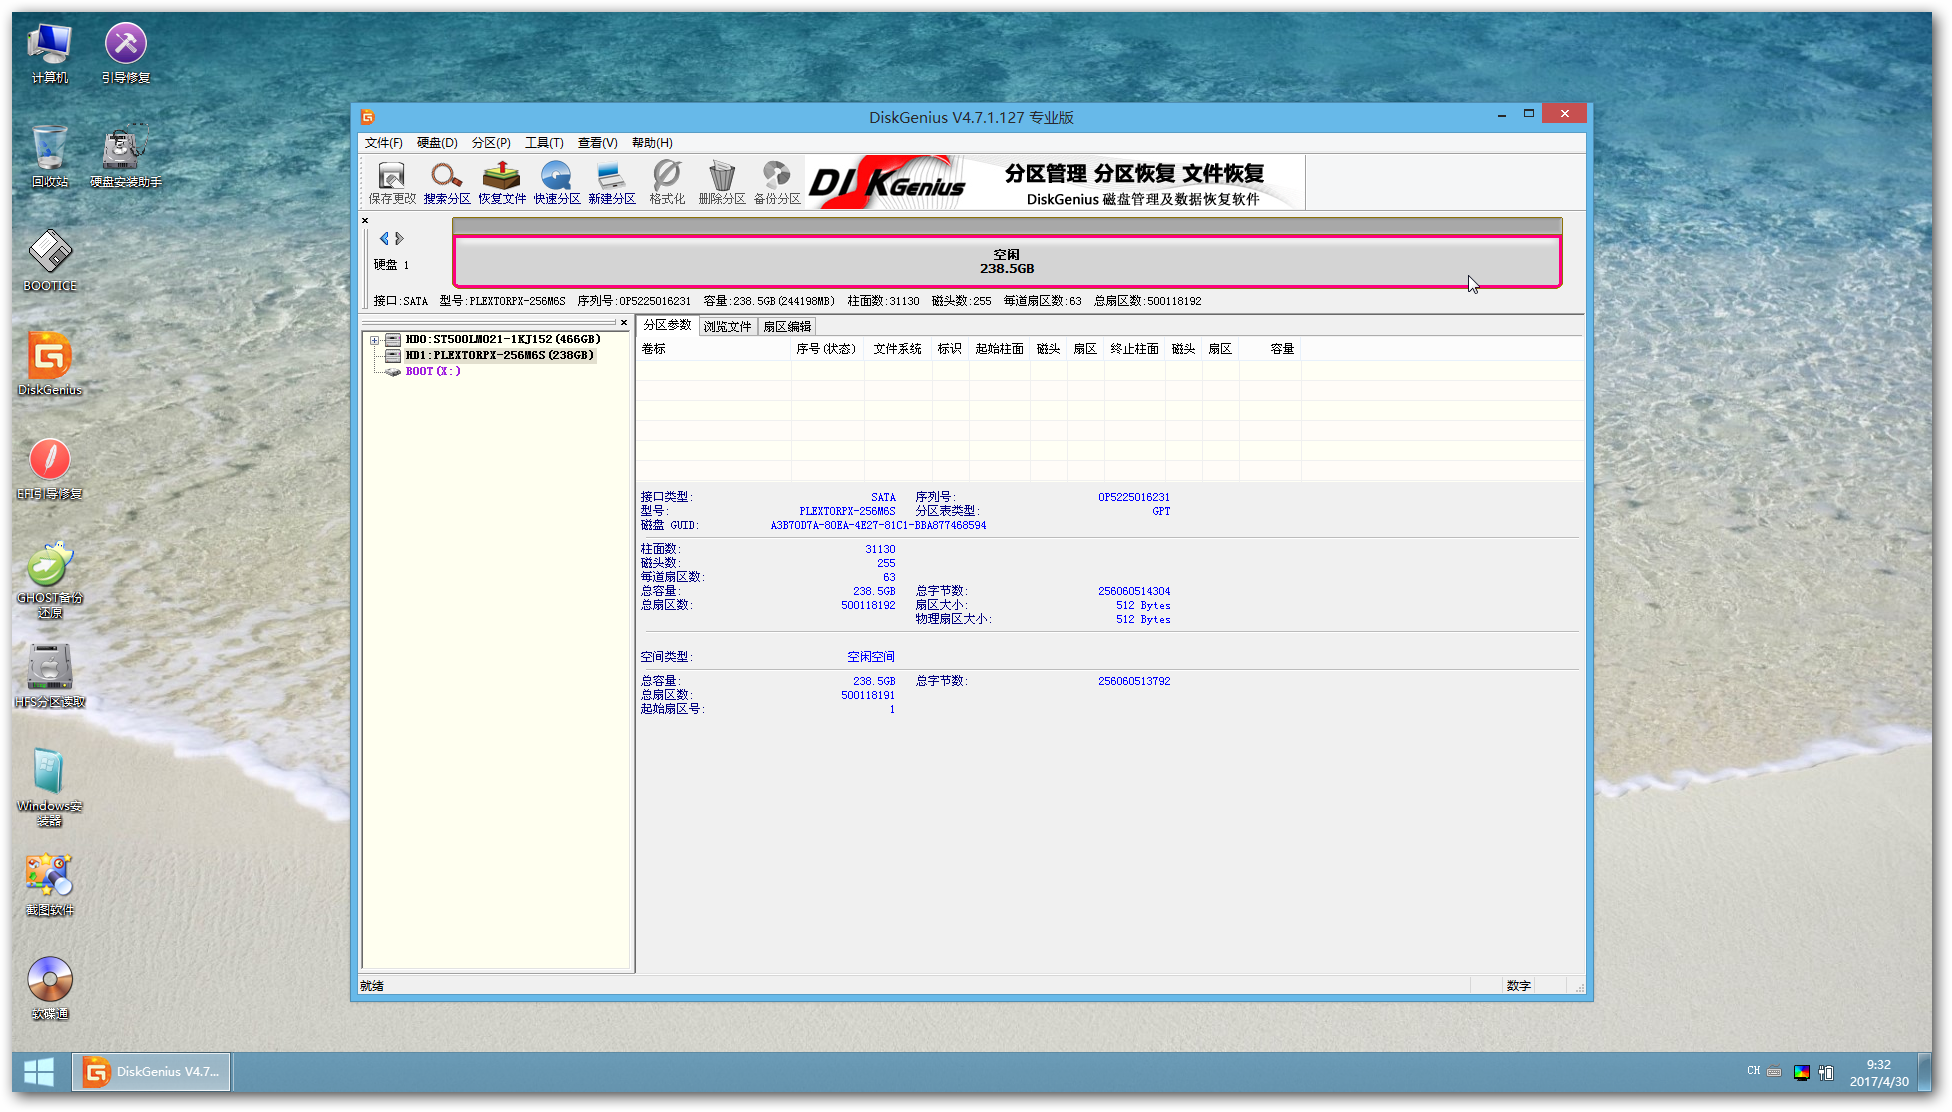 计算机
引导修复
回收站
硬盘安装助手
BOOTICE
DiskGenius
EFI引导修复
GHOST备份
还原
HFS分区读取
Windows安
装器
截图软件
软碟通
DiskGenius V4.7.1.127 专业版
文件(F) 硬盘(D) 分区(P) 工具(T) 查看(V) 帮助(H)
保存更改 搜索分区 恢复文件 快速分区 新建分区 格式化 删除分区 备份分区
DISKGenius
分区管理 分区恢复 文件恢复
DiskGenius 磁盘管理及数据恢复软件
硬盘 1
空闲
238.5GB
接口:SATA 型号:PLEXTORPX-256M6S 序列号:0P5225016231 容量:238.5GB(244198MB) 柱面数:31130 磁头数:255 每道扇区数:63 总扇区数:500118192
HD0:ST500LM021-1KJ152(466GB)
HD1:PLEXTORPX-256M6S(238GB)
BOOT(X:)
分区参数 浏览文件 扇区编辑
卷标 序号(状态) 文件系统 标识 起始柱面 磁头 扇区 终止柱面 磁头 扇区 容量
接口类型: SATA 序列号: 0P5225016231
型号: PLEXTORPX-256M6S 分区表类型: GPT
磁盘 GUID: A3B70D7A-80EA-4E27-81C1-BBA877468594
柱面数: 31130
磁头数: 255
每道扇区数: 63
总容量: 238.5GB 总字节数: 256060514304
总扇区数: 500118192 扇区大小: 512 Bytes
物理扇区大小: 512 Bytes
空间类型: 空闲空间
总容量: 238.5GB 总字节数: 256060513792
总扇区数: 500118191
起始扇区号: 1
就绪
数字
DiskGenius V4.7...
CH
9:32
2017/4/30